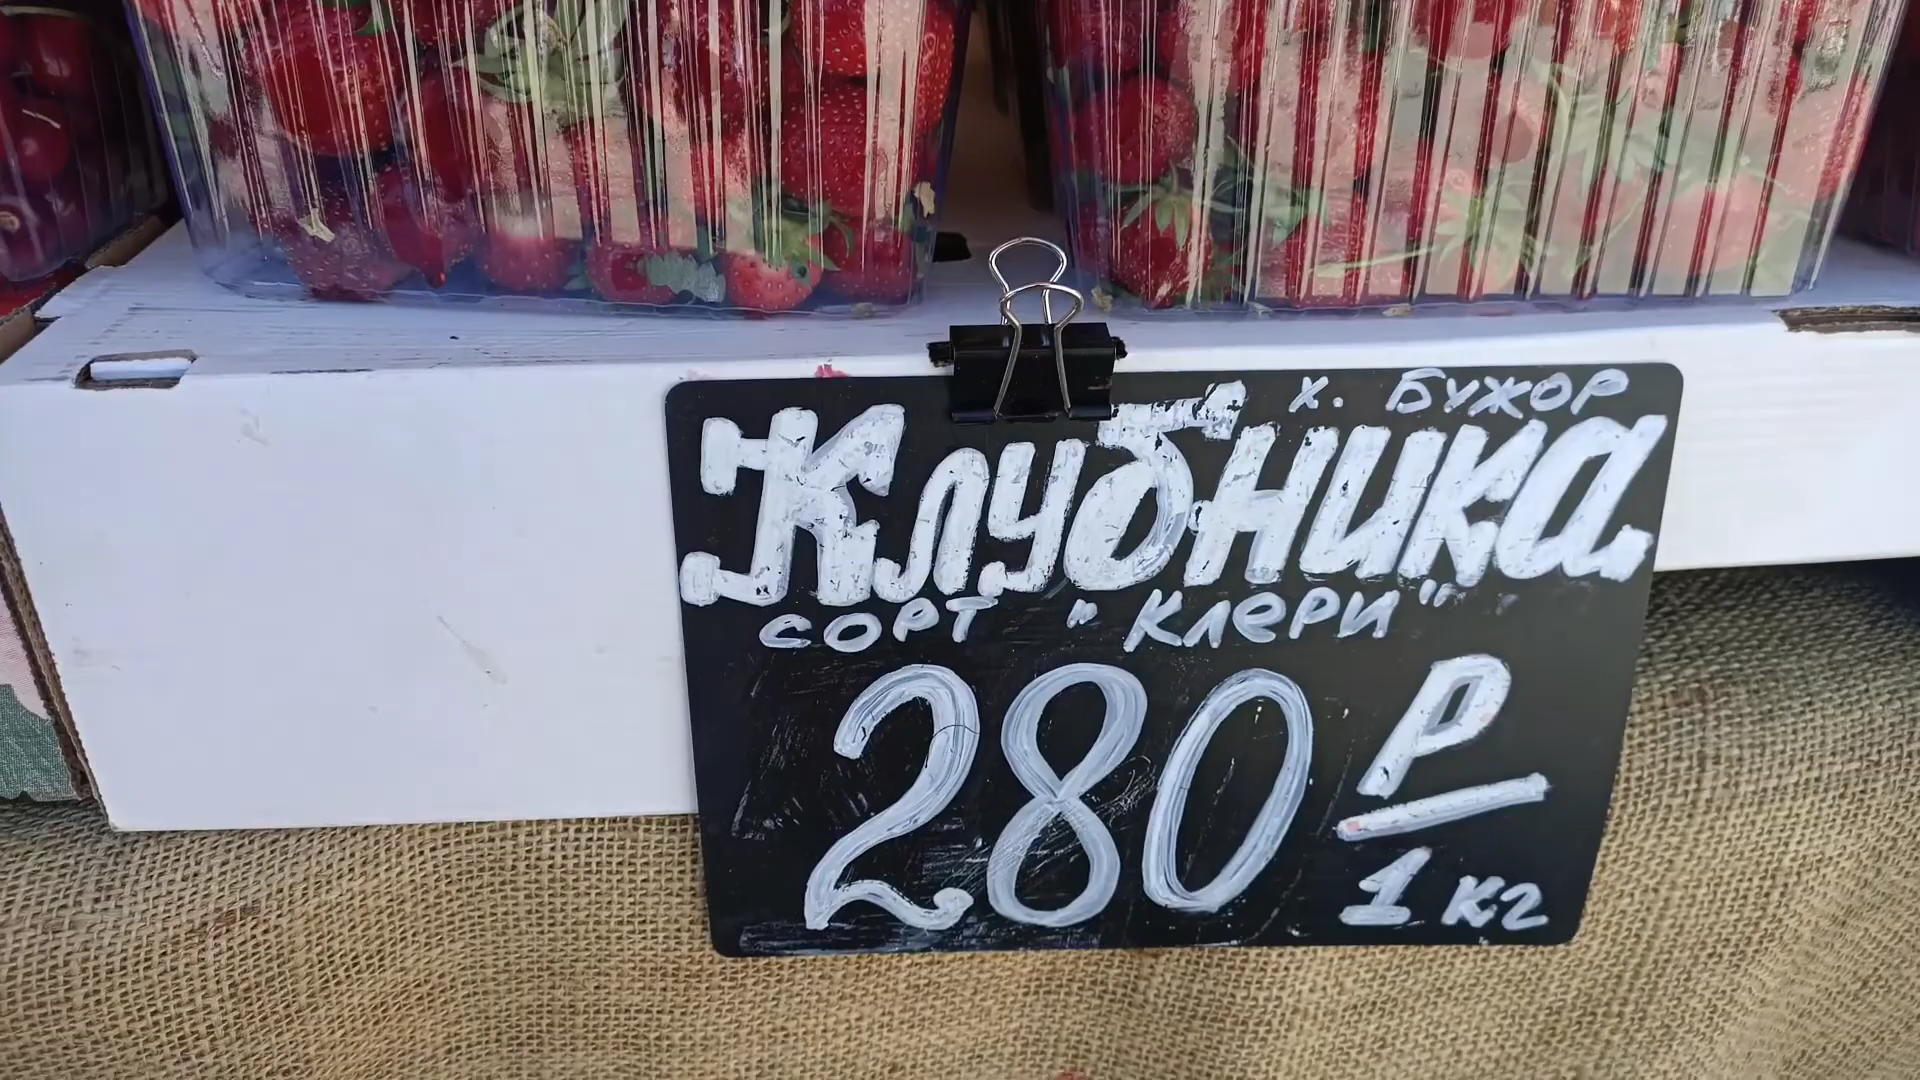 х. Бужор
Клубника
сорт "Клери"
280 Р
1 кг